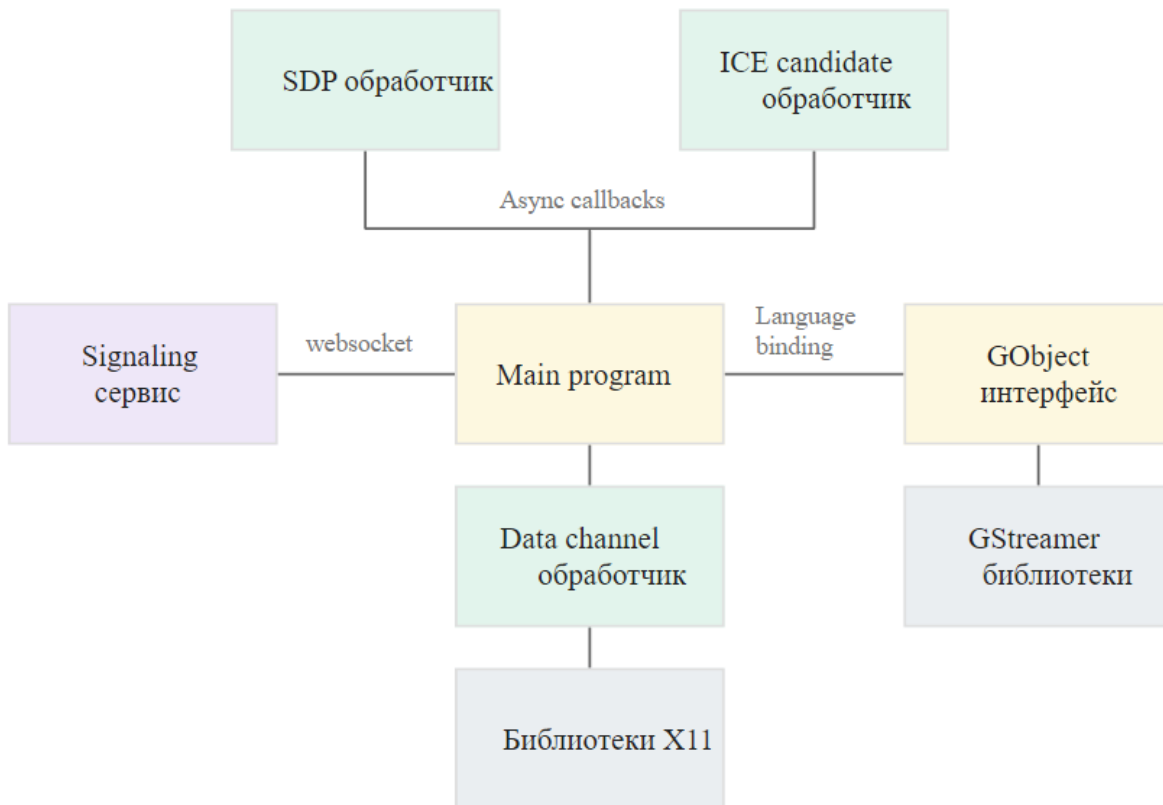 SDP обработчик
ICE candidate
обработчик
Async callbacks
Signaling
сервис
websocket
Main program
Language
binding
GObject
интерфейс
Data channel
обработчик
GStreamer
библиотеки
Библиотеки X11